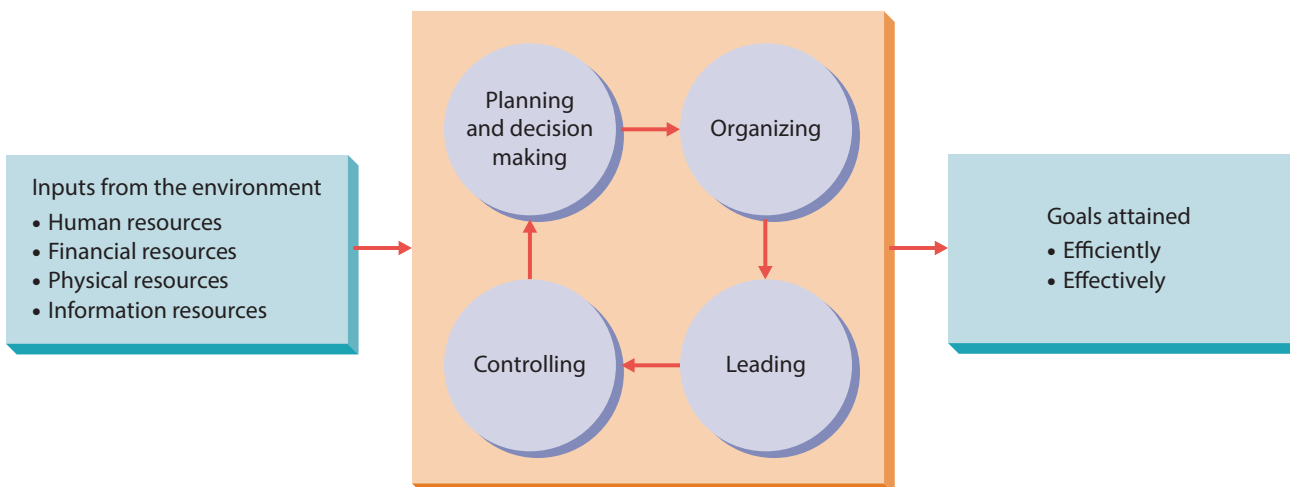 Inputs from the environment
• Human resources
• Financial resources
• Physical resources
• Information resources
Planning
and decision
making
Organizing
Controlling
Leading
Goals attained
• Efficiently
• Effectively